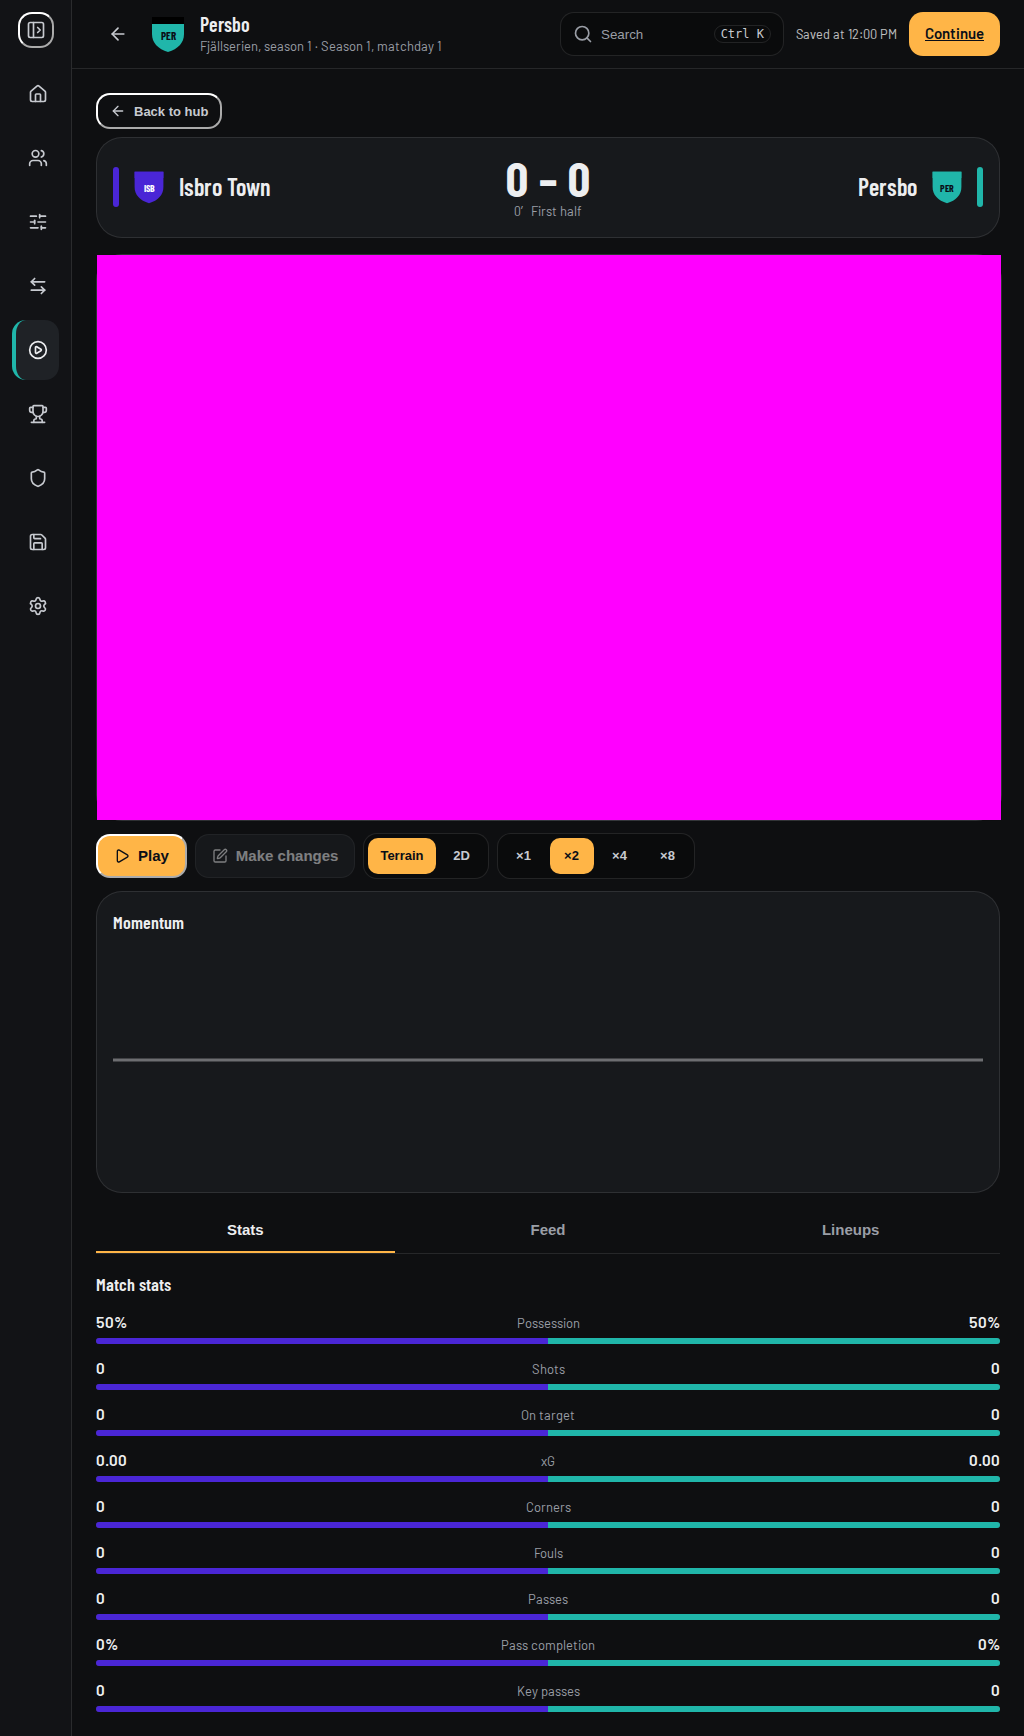 PER
Persbo
Fjällserien, season 1 · Season 1, matchday 1
Search
Ctrl K
Saved at 12:00 PM
Continue
Back to hub
ISB
Isbro Town
0 – 0
0' First half
Persbo
PER
Play
Make changes
Terrain
2D
×1
×2
×4
×8
Momentum
Stats
Feed
Lineups
Match stats
50% Possession 50%
0 Shots 0
0 On target 0
0.00 xG 0.00
0 Corners 0
0 Fouls 0
0 Passes 0
0% Pass completion 0%
0 Key passes 0